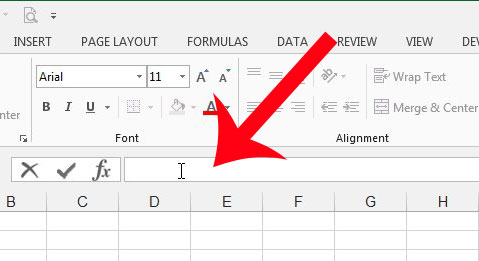 INSERT PAGE LAYOUT FORMULAS DATA REVIEW VIEW
Arial 11 A A Wrap Text
B I U A Merge & Center
Font Alignment
fx
B C D E F G H